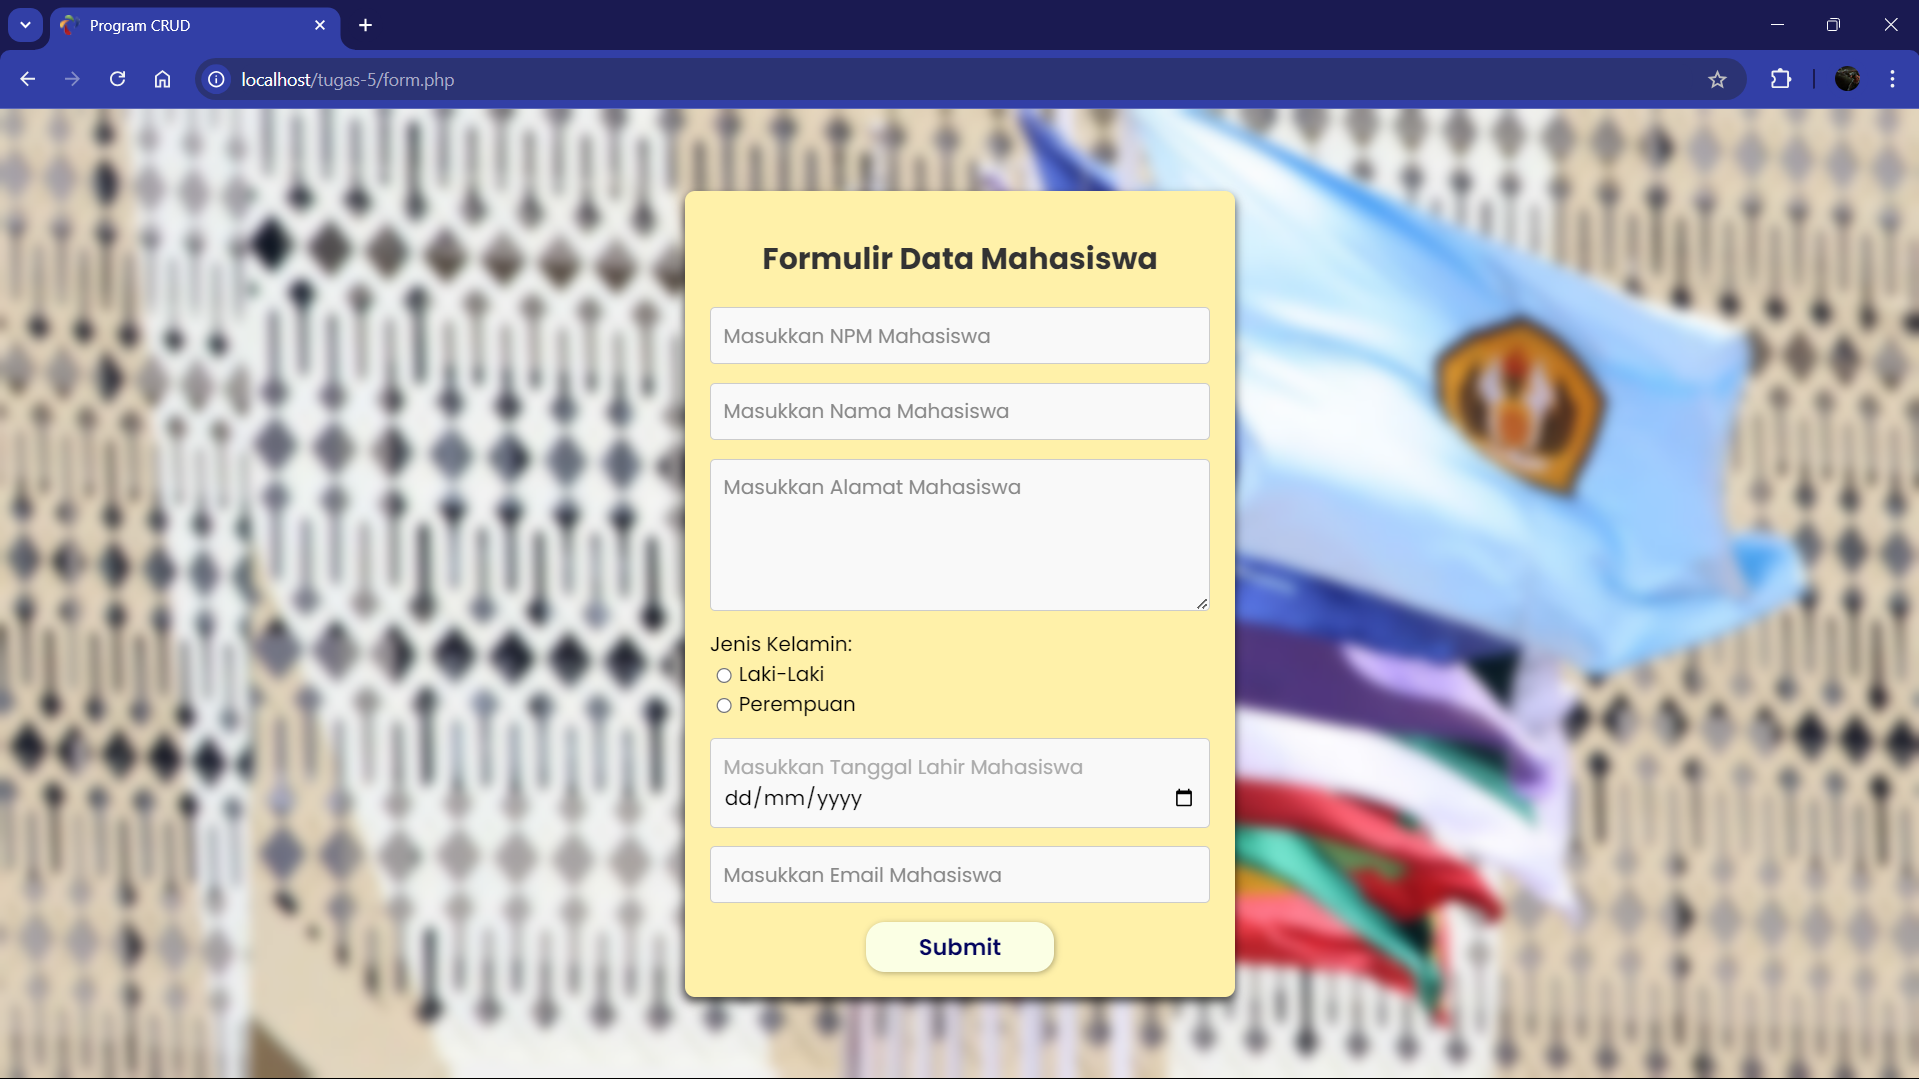 Program CRUD
localhost/tugas-5/form.php
Formulir Data Mahasiswa
Masukkan NPM Mahasiswa
Masukkan Nama Mahasiswa
Masukkan Alamat Mahasiswa
Jenis Kelamin:
Laki-Laki
Perempuan
Masukkan Tanggal Lahir Mahasiswa
dd/mm/yyyy
Masukkan Email Mahasiswa
Submit